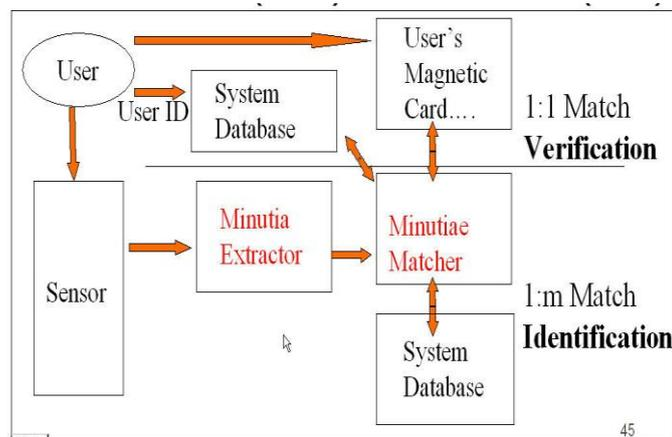 User
User ID
System
Database
User's
Magnetic
Card....
1:1 Match
Verification
Sensor
Minutia
Extractor
Minutiae
Matcher
1:m Match
Identification
System
Database
45